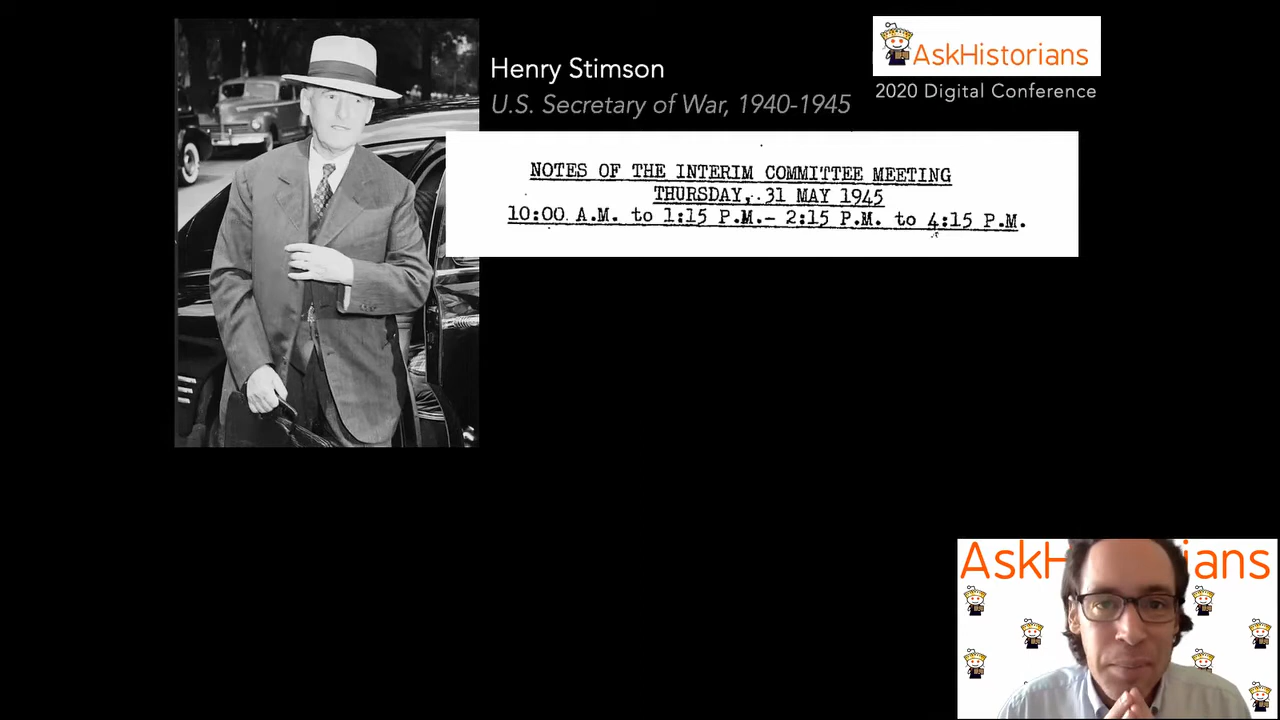 Henry Stimson
U.S. Secretary of War, 1940-1945
AskHistorians
2020 Digital Conference
NOTES OF THE INTERIM COMMITTEE MEETING
THURSDAY, 31 MAY 1945
10:00 A.M. to 1:15 P.M.- 2:15 P.M. to 4:15 P.M.
AskH ians